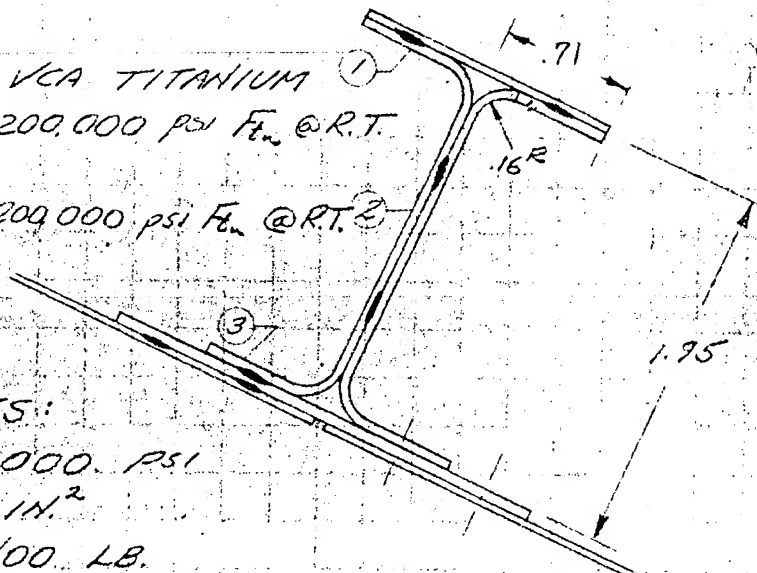 1
.71
VCA TITANIUM
200,000 psi Ftu @ R.T.
.16R
200,000 psi Ftu @ R.T.
2
3
1.95
TS:
000 PSI
IN.²
00 LB.